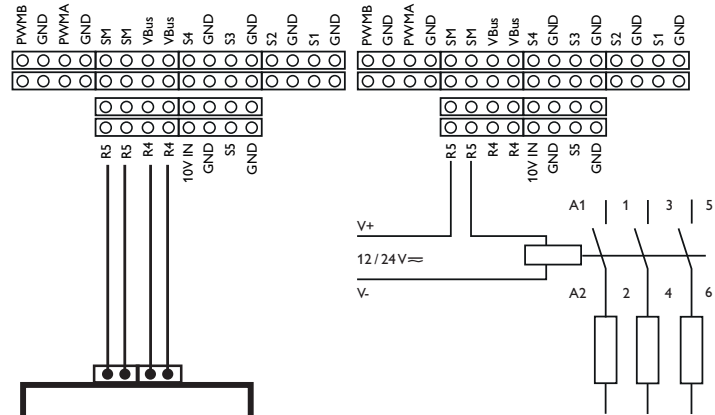 PWMB GND PWMA GND SM SM VBus VBus S4 GND S3 GND S2 GND S1 GND
R5 R5 R4 R4 10V IN GND S5 GND
PWMB GND PWMA GND SM SM VBus VBus S4 GND S3 GND S2 GND S1 GND
R5 R5 R4 R4 10V IN GND S5 GND
V+
12/24 V≂
V-
A1 1 3 5
A2 2 4 6